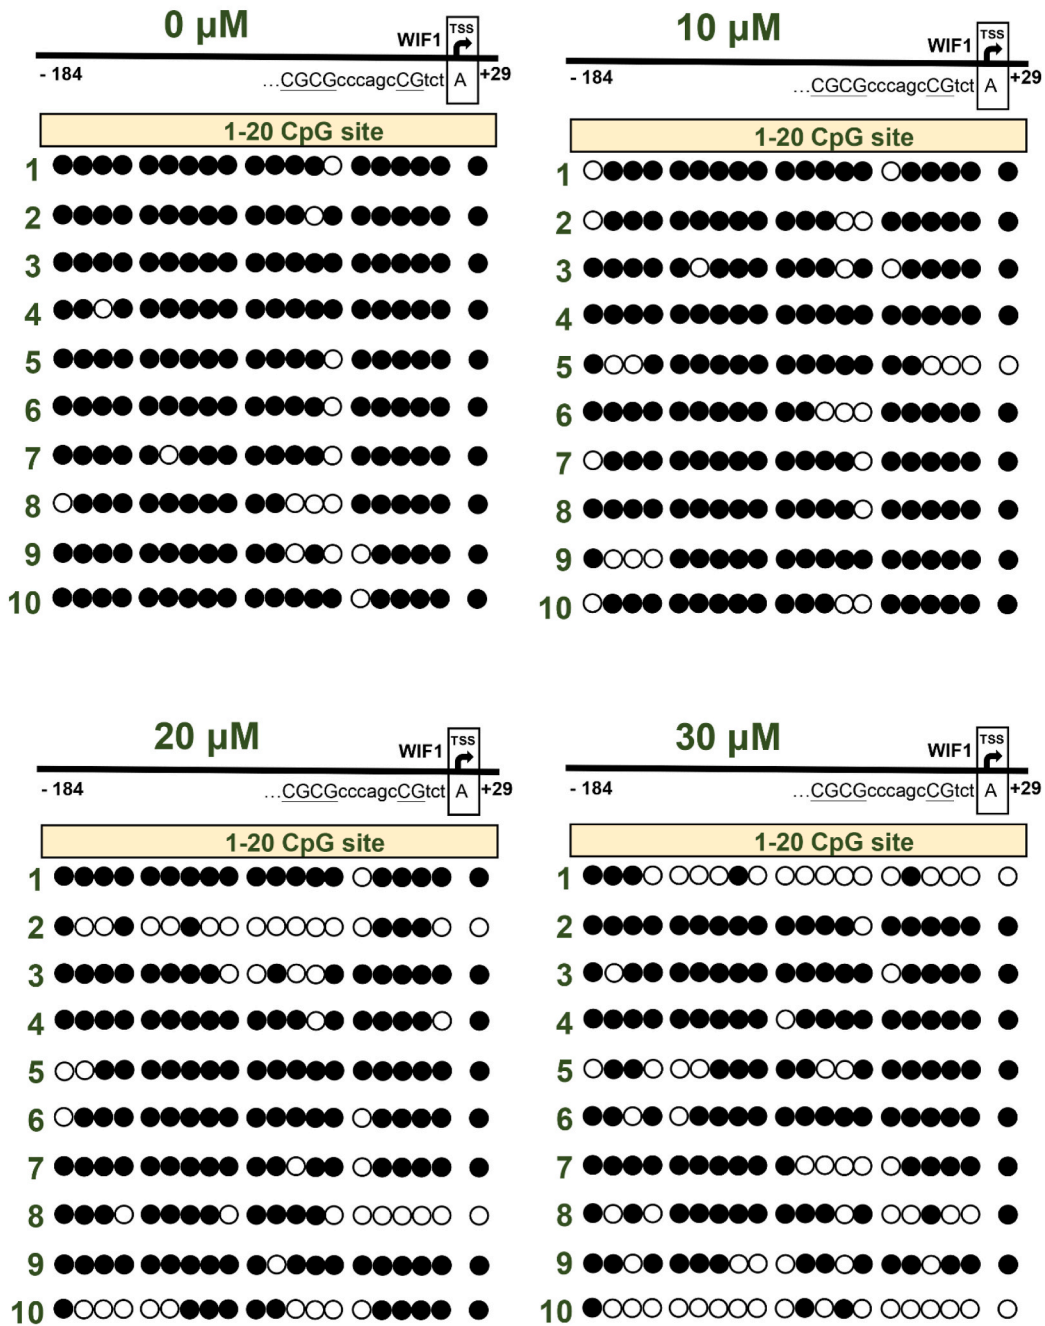 0 µM
WIF1 TSS
- 184 ...CGCGcccagcCGtct A +29
1-20 CpG site
1
2
3
4
5
6
7
8
9
10
10 µM
WIF1 TSS
- 184 ...CGCGcccagcCGtct A +29
1-20 CpG site
1
2
3
4
5
6
7
8
9
10
20 µM
WIF1 TSS
- 184 ...CGCGcccagcCGtct A +29
1-20 CpG site
1
2
3
4
5
6
7
8
9
10
30 µM
WIF1 TSS
- 184 ...CGCGcccagcCGtct A +29
1-20 CpG site
1
2
3
4
5
6
7
8
9
10